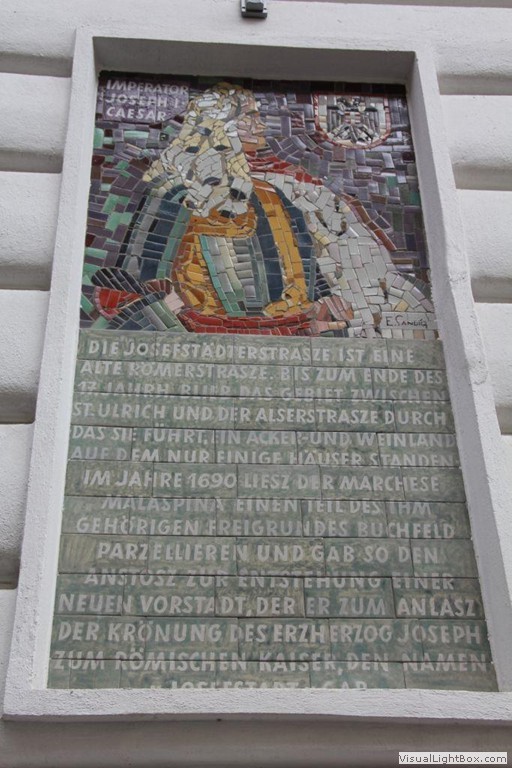 IMPERATOR
JOSEPH I.
CAESAR
E. SANDIG
DIE JOSEFSTÄDTERSTRASZE IST EINE
ALTE RÖMERSTRASZE. BIS ZUM ENDE DES
17. JAHRH. BLIEB DAS GEBIET ZWISCHEN
ST. ULRICH UND DER ALSERSTRASZE DURCH
DAS SIE FÜHRT, EIN ACKER-UND WEINLAND
AUF DEM NUR EINIGE HÄUSER STANDEN
IM JAHRE 1690 LIESZ DER MARCHESE
MALASPINA EINEN TEIL DES IHM
GEHÖRIGEN FREIGRUNDES BUCHFELD
PARZELLIEREN UND GAB SO DEN
ANSTOSZ ZUR ENTSTEHUNG EINER
NEUEN VORSTADT, DER ER ZUM ANLASZ
DER KRÖNUNG DES ERZHERZOG JOSEPH
ZUM RÖMISCHEN KAISER, DEN NAMEN
JOSEFSTADT GAB
VisualLightBox.com